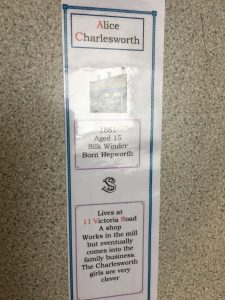 Alice
Charlesworth
1861
Aged 15
Silk Winder
Born Hepworth
S
Lives at
11 Victoria Road
A shop
Works in the mill
but eventually
comes into the
family business.
The Charlesworth
girls are very
clever